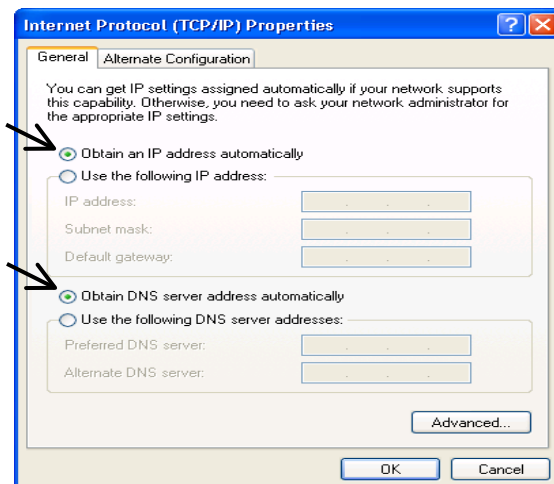 Internet Protocol (TCP/IP) Properties
General Alternate Configuration
You can get IP settings assigned automatically if your network supports
this capability. Otherwise, you need to ask your network administrator for
the appropriate IP settings.
Obtain an IP address automatically
Use the following IP address:
IP address:
Subnet mask:
Default gateway:
Obtain DNS server address automatically
Use the following DNS server addresses:
Preferred DNS server:
Alternate DNS server:
Advanced...
OK Cancel